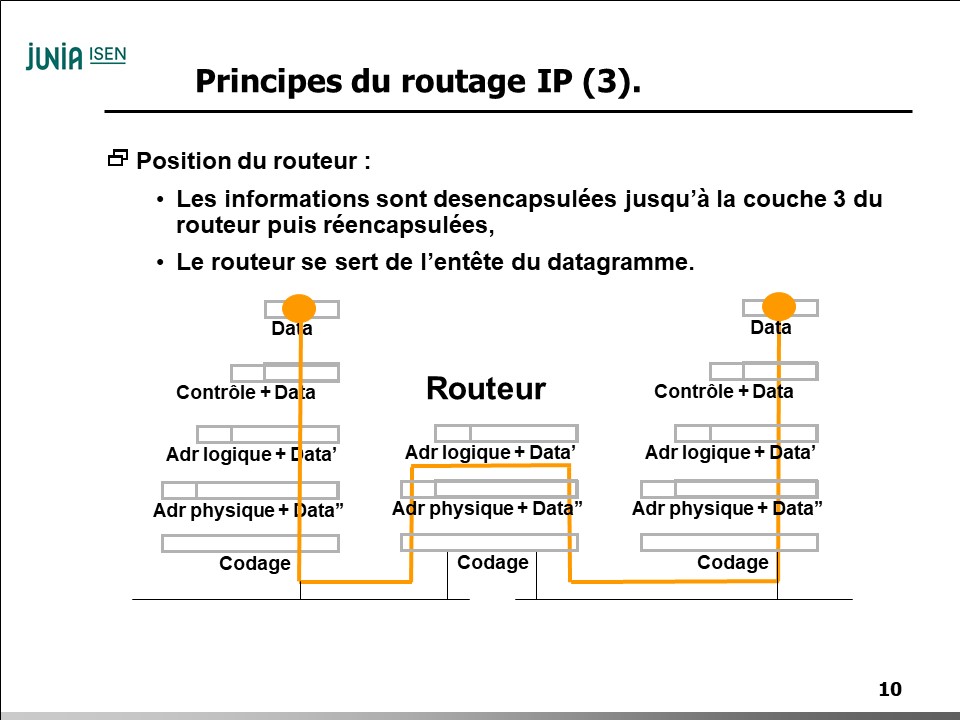 JUNIA ISEN
Principes du routage IP (3).
Position du routeur :
• Les informations sont desencapsulées jusqu’à la couche 3 du
routeur puis réencapsulées,
• Le routeur se sert de l’entête du datagramme.
Data
Data
Contrôle + Data
Routeur
Contrôle + Data
Adr logique + Data’
Adr logique + Data’
Adr logique + Data’
Adr physique + Data”
Adr physique + Data”
Adr physique + Data”
Codage
Codage
Codage
10